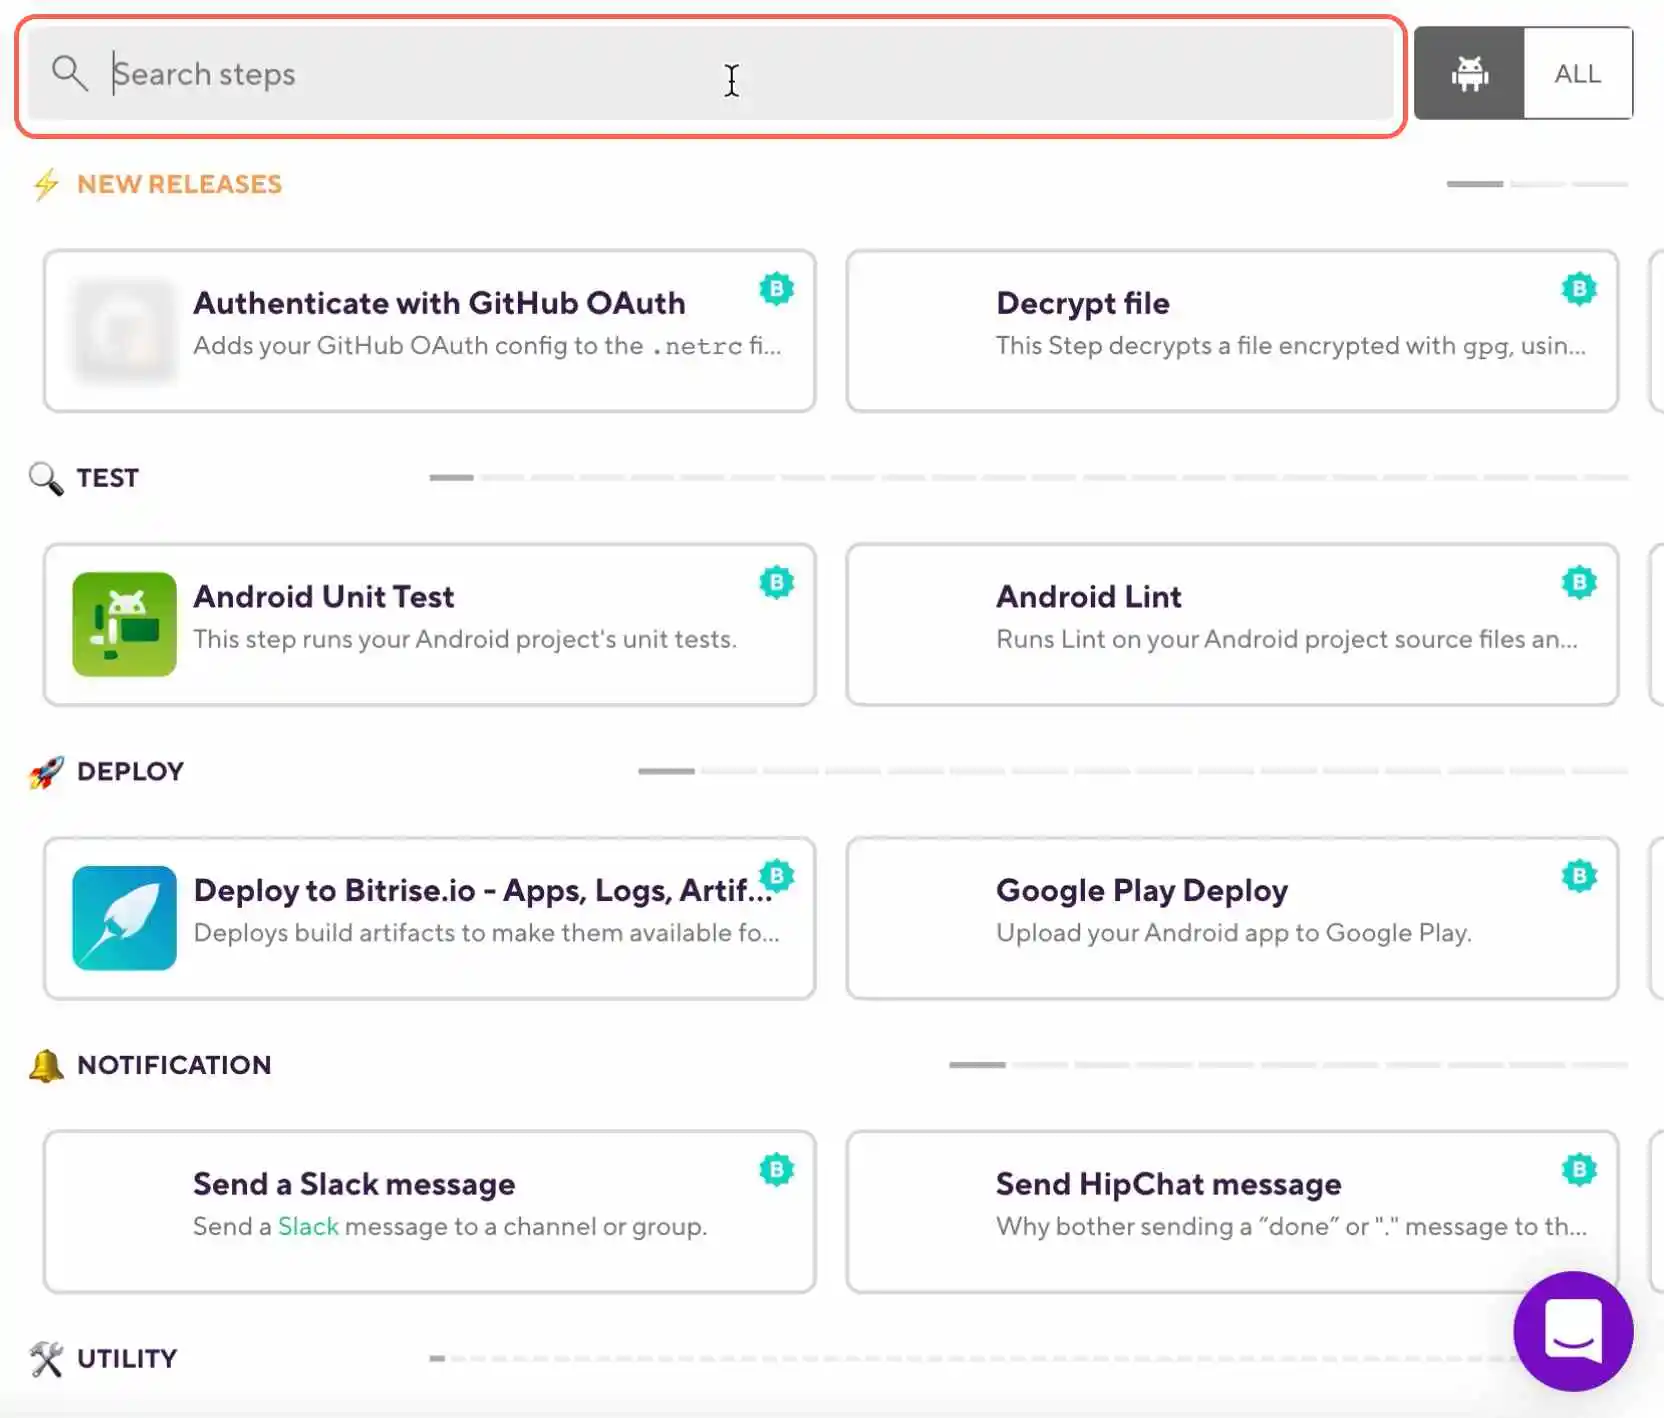 Search steps
ALL
NEW RELEASES
Authenticate with GitHub OAuth
B
Adds your GitHub OAuth config to the .netrc fi...
Decrypt file
B
This Step decrypts a file encrypted with gpg, usin...
TEST
Android Unit Test
B
This step runs your Android project's unit tests.
Android Lint
B
Runs Lint on your Android project source files an...
DEPLOY
Deploy to Bitrise.io - Apps, Logs, Artif...
B
Deploys build artifacts to make them available fo...
Google Play Deploy
B
Upload your Android app to Google Play.
NOTIFICATION
Send a Slack message
B
Send a Slack message to a channel or group.
Send HipChat message
B
Why bother sending a “done” or "." message to th...
UTILITY